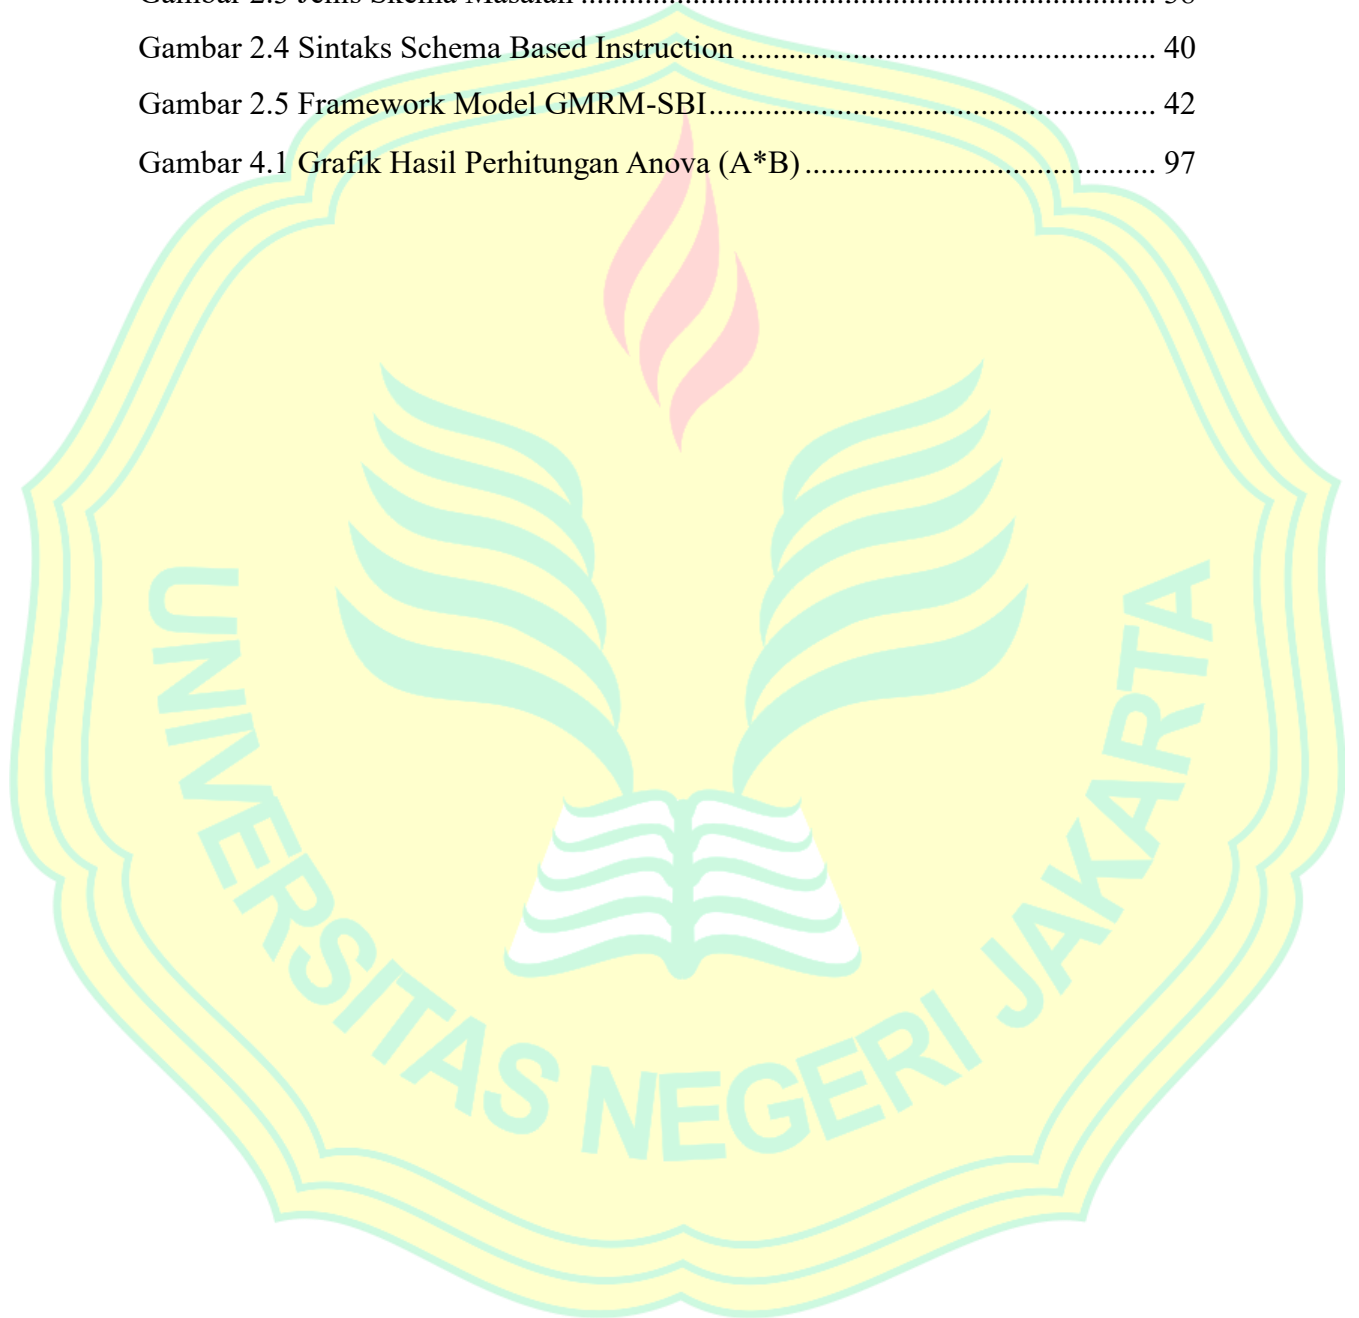 Gambar 2.4 Sintaks Schema Based Instruction ................................................... 40
Gambar 2.5 Framework Model GMRM-SBI........................................................ 42
Gambar 4.1 Grafik Hasil Perhitungan Anova (A*B) ............................................ 97
UNIVERSITAS NEGERI JAKARTA